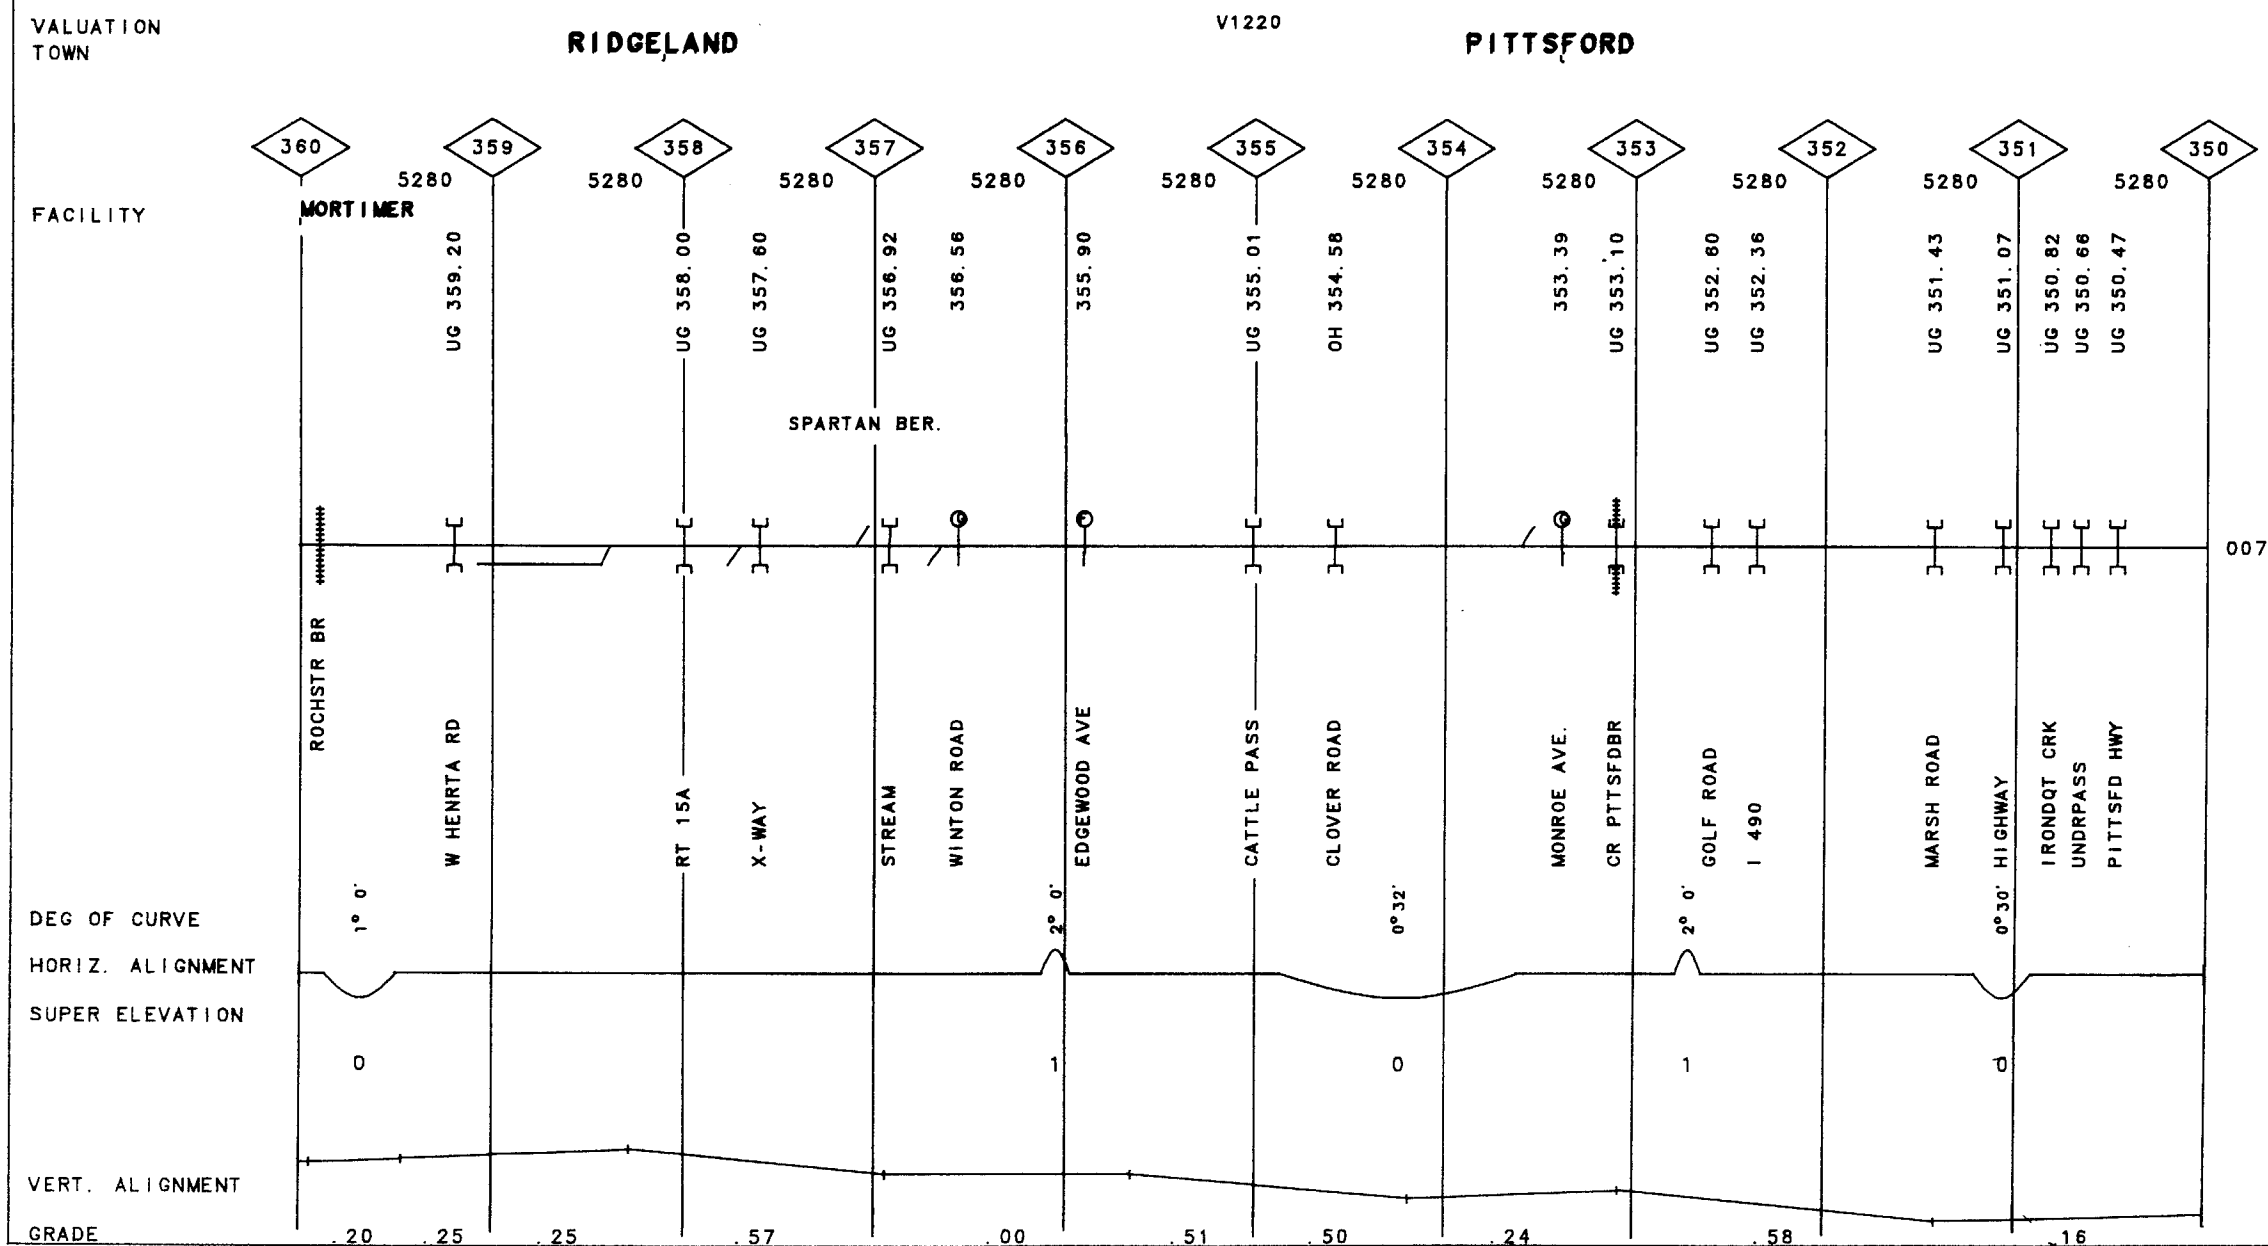 VALUATION
TOWN
RIDGELAND
V1220
PITTSFORD
360 359 358 357 356 355 354 353 352 351 350
5280 5280 5280 5280 5280 5280 5280 5280 5280 5280
FACILITY
MORTIMER
UG 359.20
UG 358.00
UG 357.60
UG 356.92
356.56
355.90
UG 355.01
OH 354.58
353.39
UG 353.10
UG 352.60
UG 352.36
UG 351.43
UG 351.07
UG 350.82
UG 350.66
UG 350.47
SPARTAN BER.
007
ROCHSTR BR
W HENRTA RD
RT 15A
X-WAY
STREAM
WINTON ROAD
EDGEWOOD AVE
CATTLE PASS
CLOVER ROAD
MONROE AVE.
CR PTTSFDBR
GOLF ROAD
I 490
MARSH ROAD
HIGHWAY
IRONDQT CRK
UNDRPASS
PITTSFD HWY
DEG OF CURVE
1° 0' 2° 0' 0°32' 2° 0' 0°30'
HORIZ. ALIGNMENT
SUPER ELEVATION
0 1 0 1 0
VERT. ALIGNMENT
GRADE .20 .25 .25 .57 .00 .51 .50 .24 .58 .16